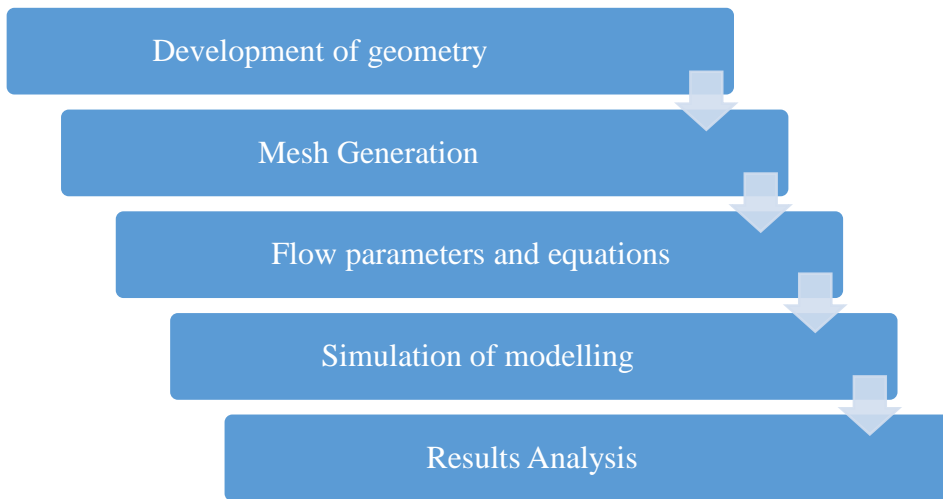 Development of geometry
Mesh Generation
Flow parameters and equations
Simulation of modelling
Results Analysis